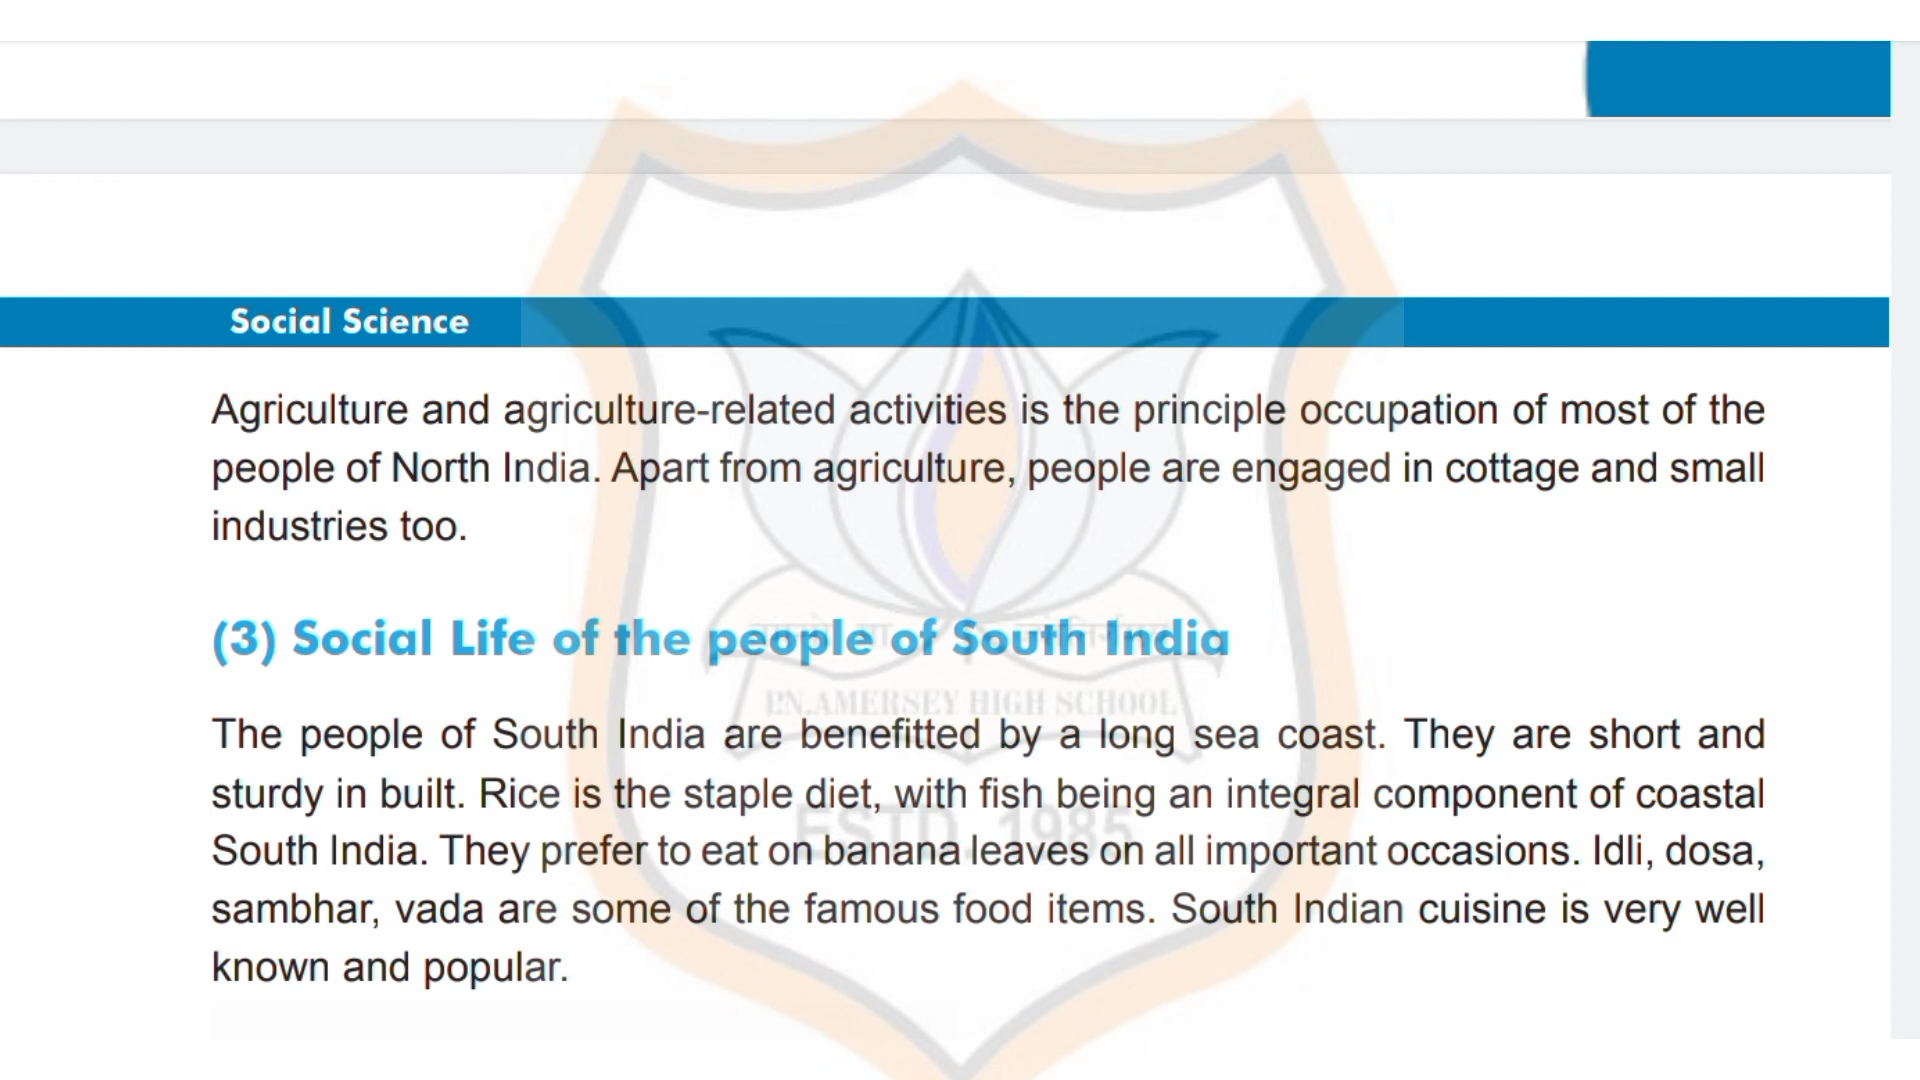 Social Science
Agriculture and agriculture-related activities is the principle occupation of most of the
people of North India. Apart from agriculture, people are engaged in cottage and small
industries too.
(3) Social Life of the people of South India
P.N.AMERSEY HIGH SCHOOL
The people of South India are benefitted by a long sea coast. They are short and
sturdy in built. Rice is the staple diet, with fish being an integral component of coastal
ESTD. 1985
South India. They prefer to eat on banana leaves on all important occasions. Idli, dosa,
sambhar, vada are some of the famous food items. South Indian cuisine is very well
known and popular.